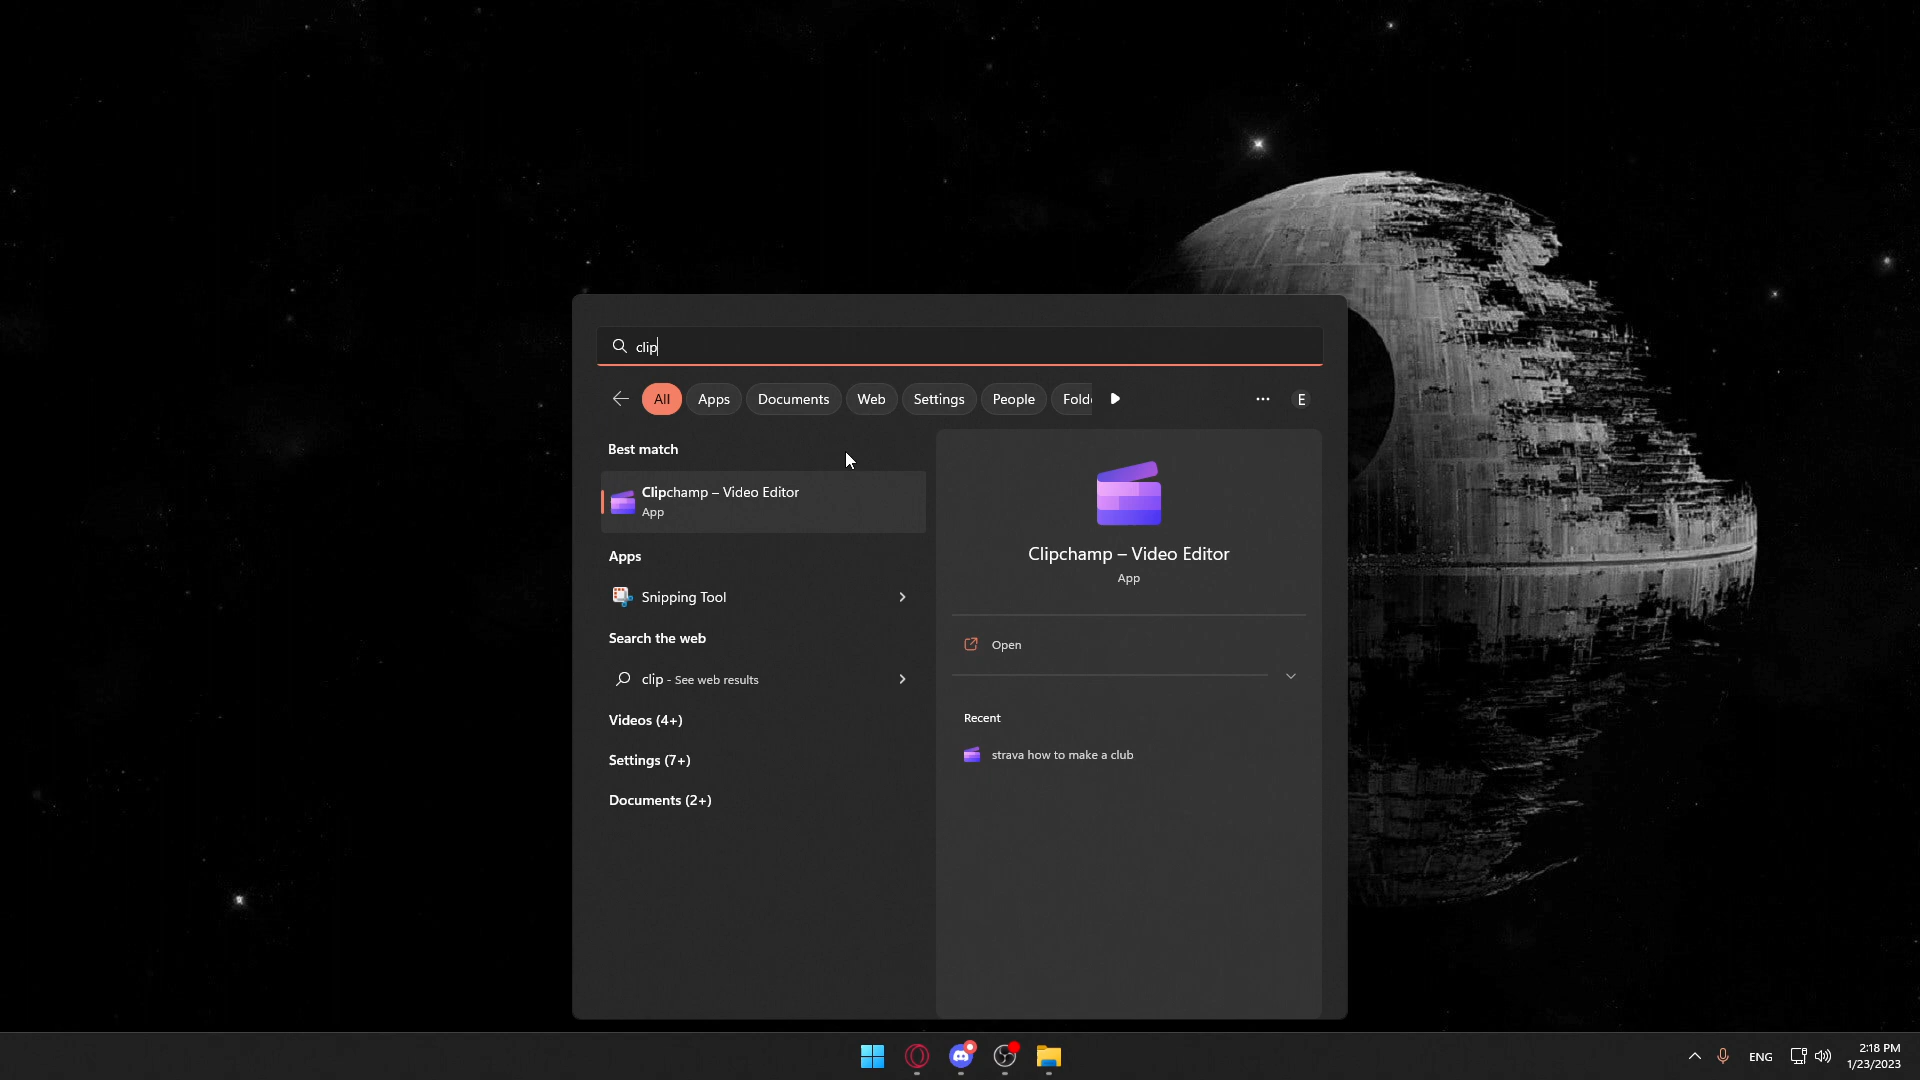 clip
All
Apps
Documents
Web
Settings
People
Fold
E
Best match
Clipchamp – Video Editor
App
Apps
Snipping Tool
Search the web
clip - See web results
Videos (4+)
Settings (7+)
Documents (2+)
Clipchamp – Video Editor
App
Open
Recent
strava how to make a club
ENG
2:18 PM
1/23/2023